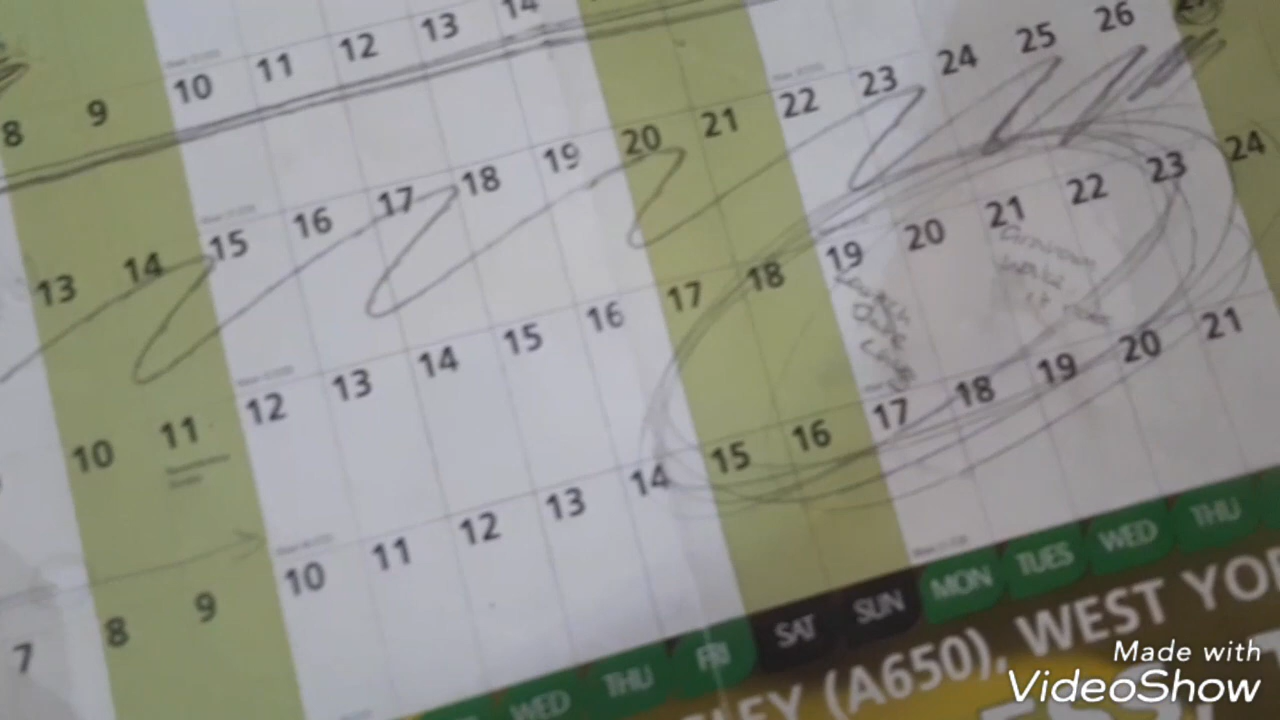 8 9 10 11 12 13 14
13 14 15 16 17 18 19 20 21 22 23 24 25 26 27
10 11 12 13 14 15 16 17 18 19 20 21 22 23 24
7 8 9 10 11 12 13 14 15 16 17 18 19 20 21
WED THU FRI SAT SUN MON TUES WED THU
LEY (A650), WEST YOR
Made with
VideoShow